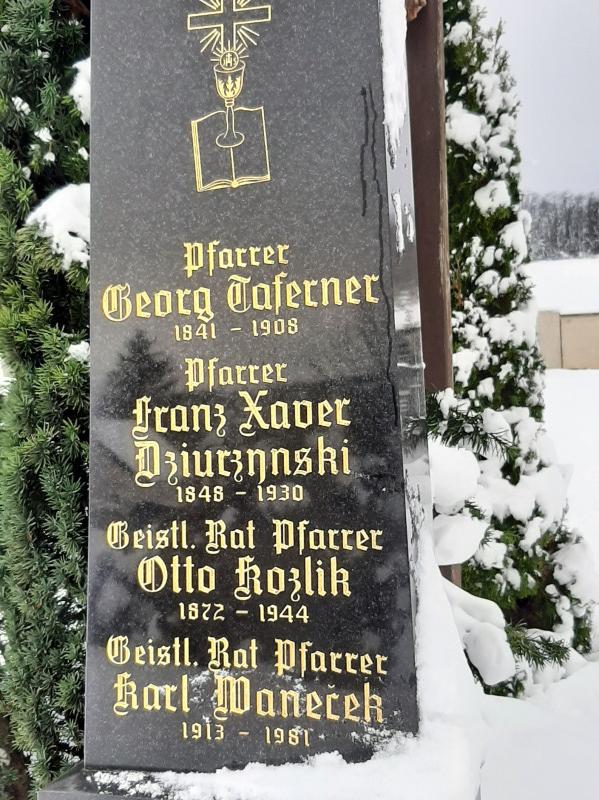 Pfarrer
Georg Taferner
1841 - 1908
Pfarrer
Franz Xaver
Dziurzynski
1848 - 1930
Geistl. Rat Pfarrer
Otto Kozlik
1872 - 1944
Geistl. Rat Pfarrer
Karl Waneček
1913 - 1981